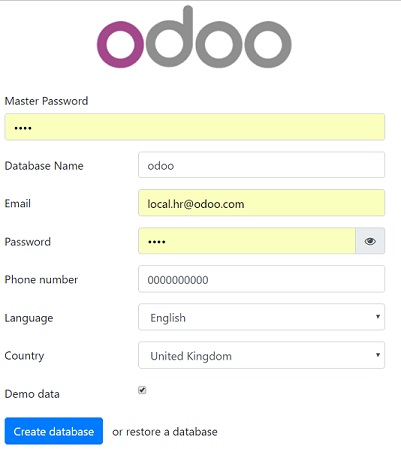 odoo
Master Password
••••
Database Name odoo
Email local.hr@odoo.com
Password ••••
Phone number 0000000000
Language English
Country United Kingdom
Demo data
Create database or restore a database